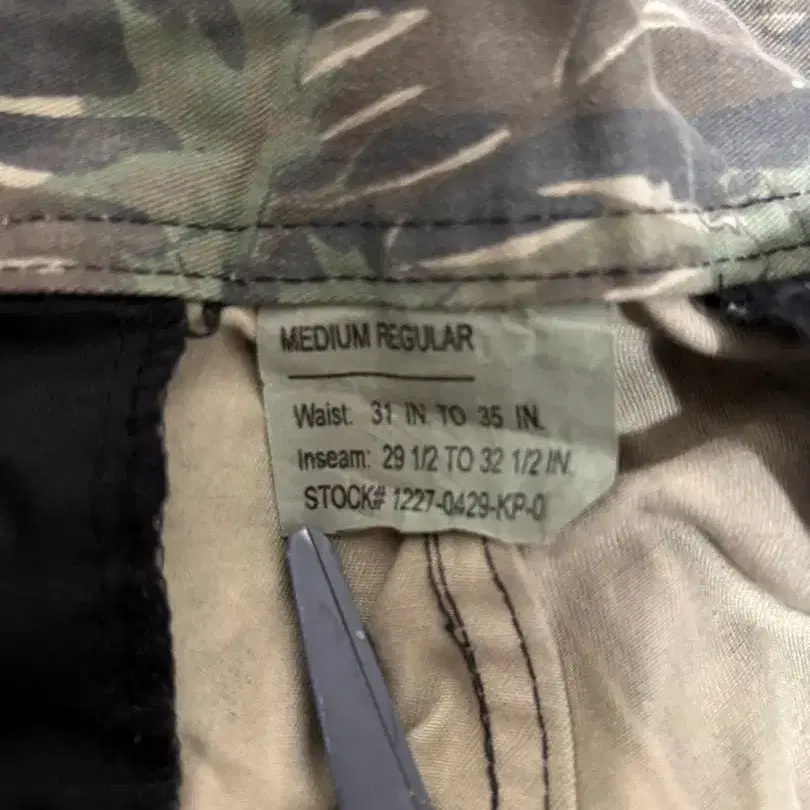 MEDIUM REGULAR
Waist: 31 IN TO 35 IN.
Inseam: 29 1/2 TO 32 1/2 IN.
STOCK# 1227-0429-KP-0